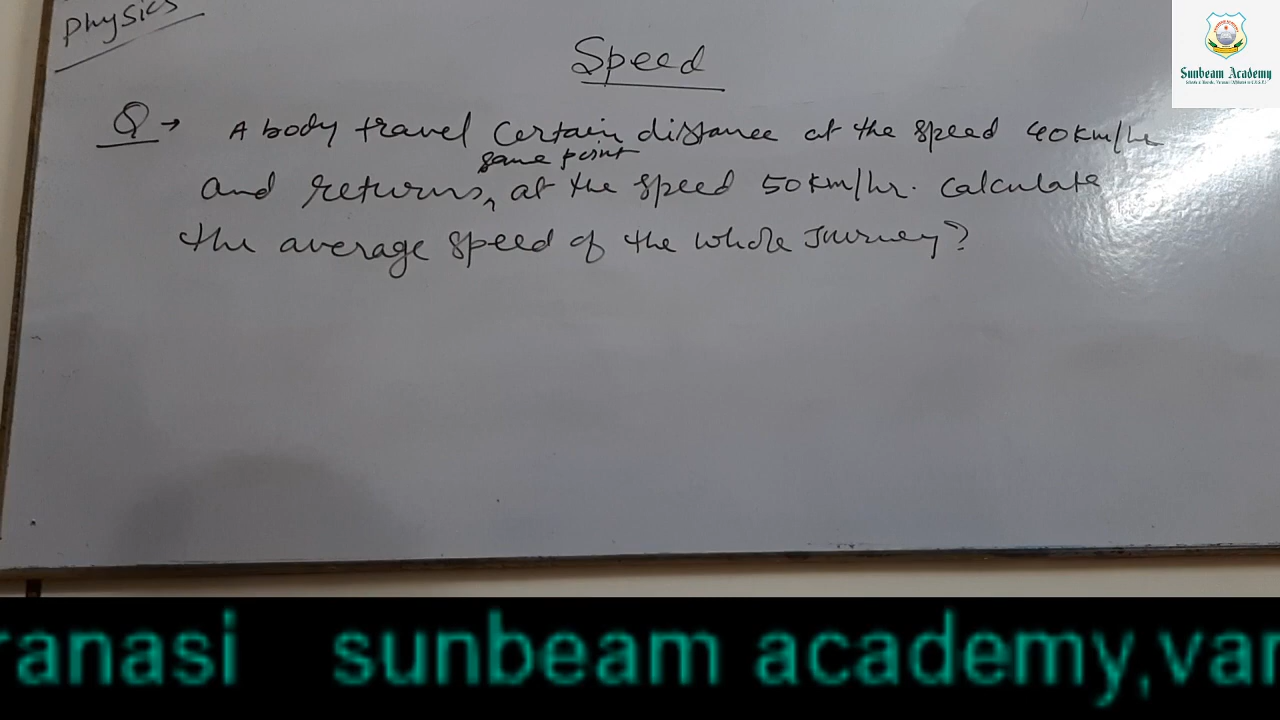 Physics
Speed
Q→ A body travel certain distance at the speed 40km/hr
same point
and returns, at the speed 50km/hr. calculate
the average speed of the whole Jurney?
Sunbeam Academy
ranasi sunbeam academy,var